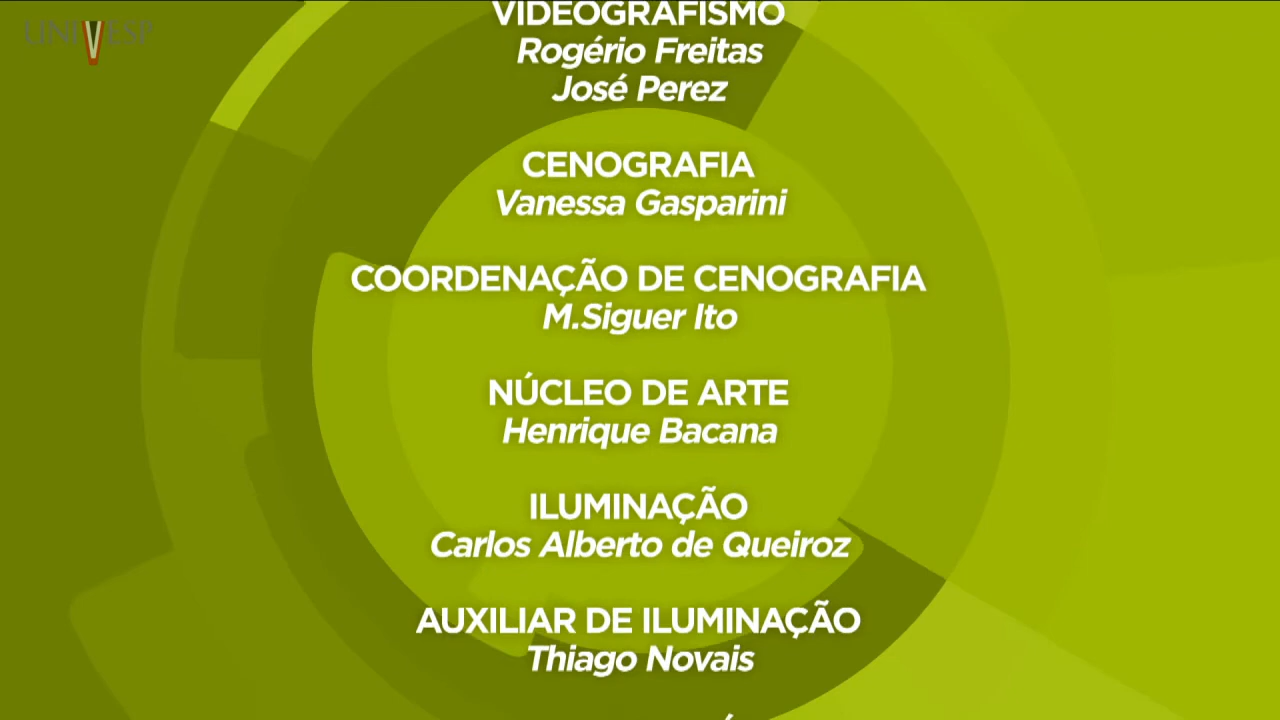 UNIVESP
VIDEOGRAFISMO
Rogério Freitas
José Perez
CENOGRAFIA
Vanessa Gasparini
COORDENAÇÃO DE CENOGRAFIA
M.Siguer Ito
NÚCLEO DE ARTE
Henrique Bacana
ILUMINAÇÃO
Carlos Alberto de Queiroz
AUXILIAR DE ILUMINAÇÃO
Thiago Novais